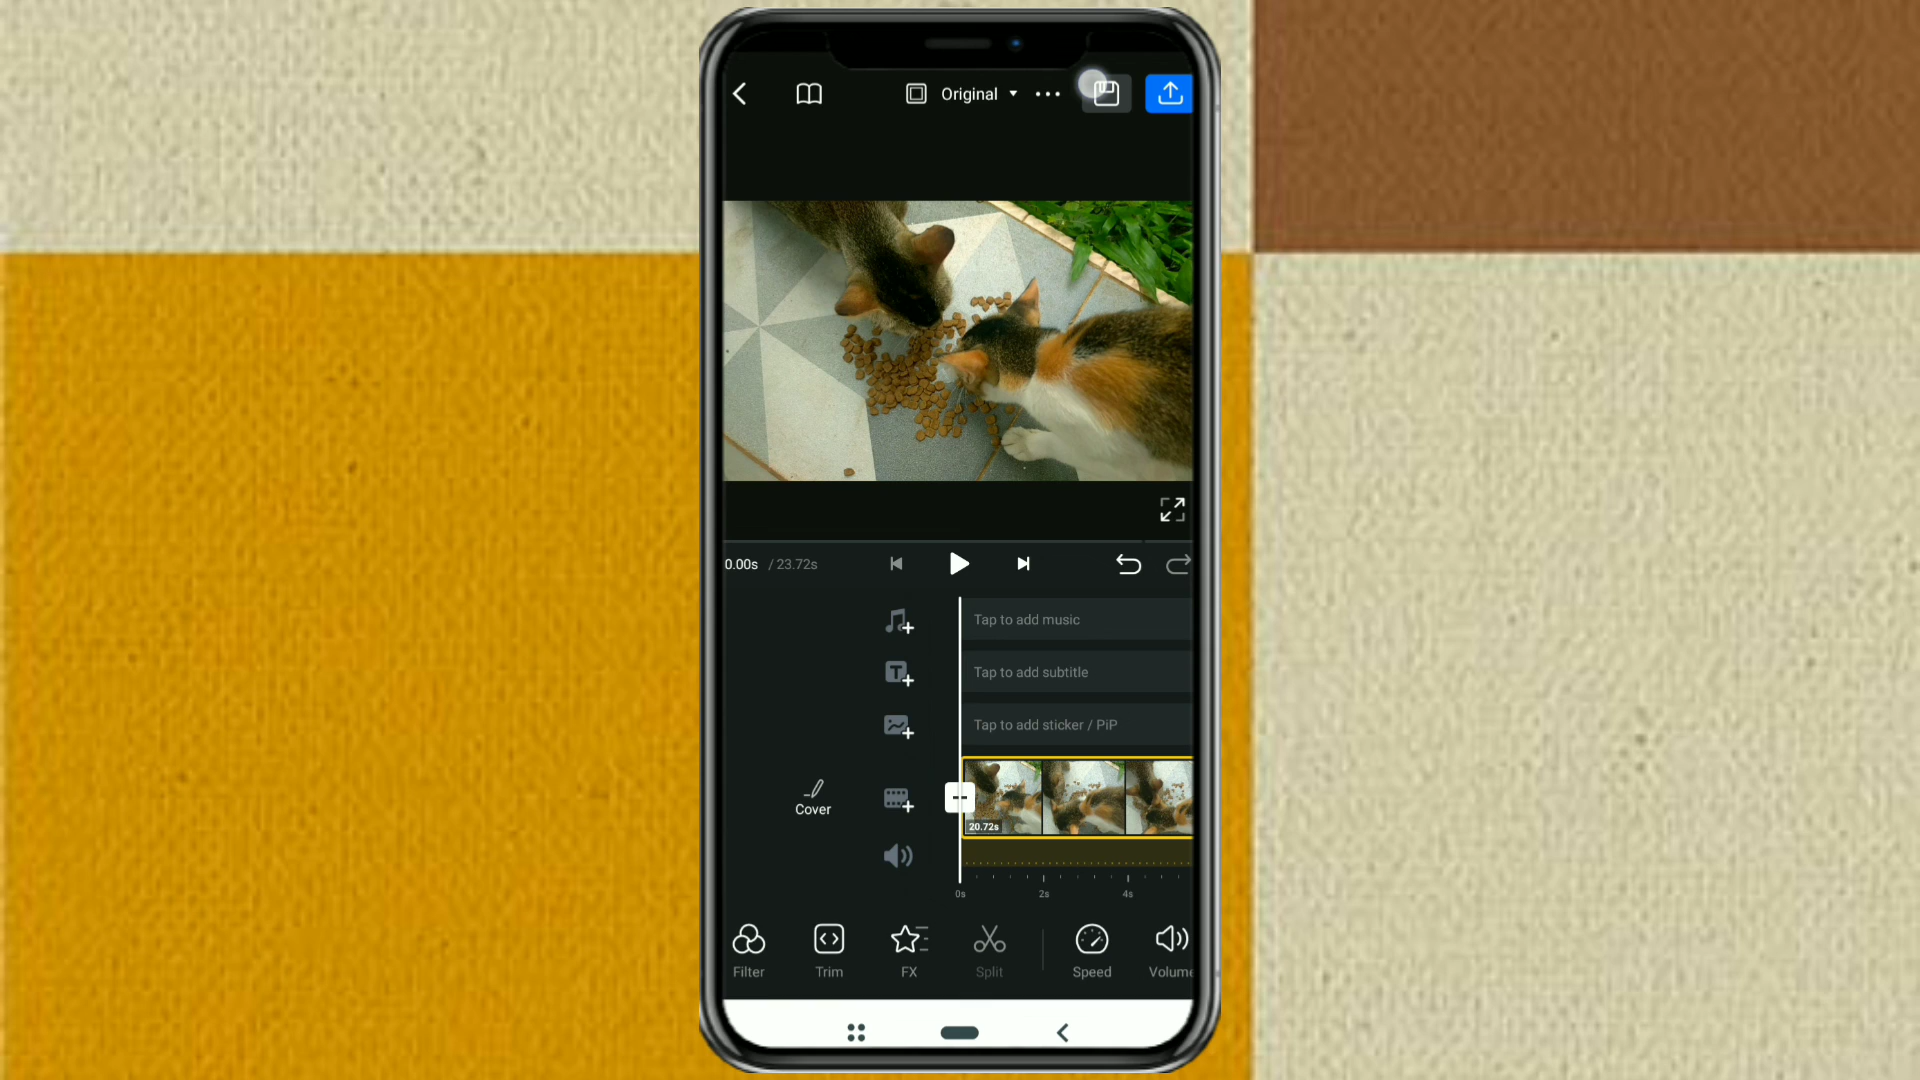 Original
0.00s / 23.72s
Tap to add music
Tap to add subtitle
Tap to add sticker / PiP
Cover
20.72s
0s 2s 4s
Filter Trim FX Split Speed Volume